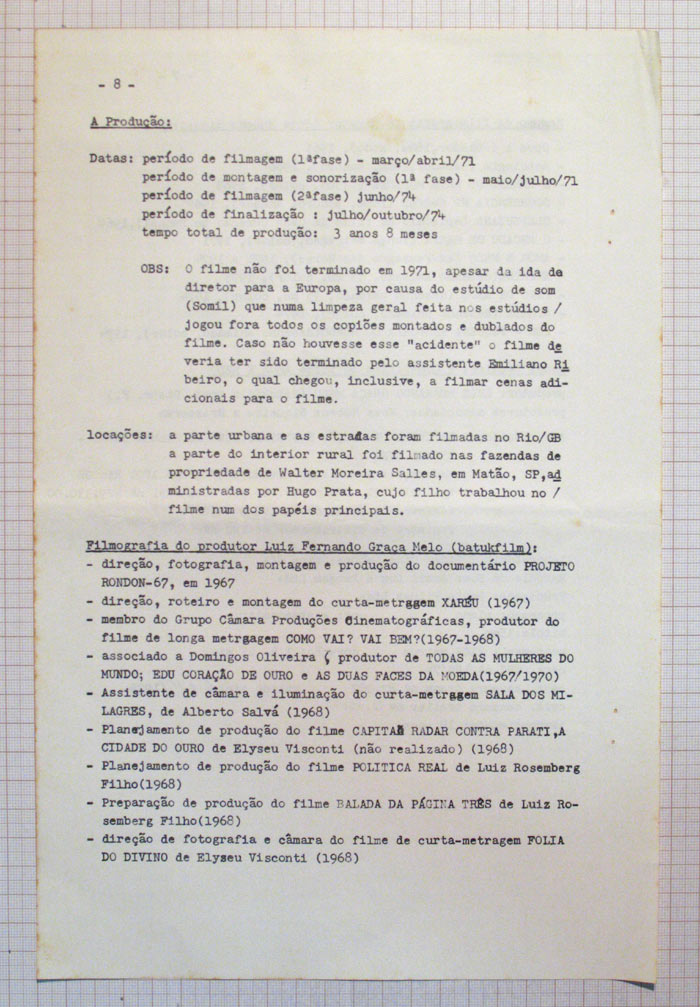 - 8 -
A Produção:
Datas: período de filmagem (1ªfase) - março/abril/71
período de montagem e sonorização (1ª fase) - maio/julho/71
período de filmagem (2ªfase) junho/74
período de finalização : julho/outubro/74
tempo total de produção: 3 anos 8 meses
OBS: O filme não foi terminado em 1971, apesar da ida de
diretor para a Europa, por causa do estúdio de som
(Somil) que numa limpeza geral feita nos estúdios /
jogou fora todos os copiões montados e dublados do
filme. Caso não houvesse esse "acidente" o filme de
veria ter sido terminado pelo assistente Emiliano Ri
beiro, o qual chegou, inclusive, a filmar cenas adi-
cionais para o filme.
locações: a parte urbana e as estradas foram filmadas no Rio/GB
a parte do interior rural foi filmado nas fazendas de
propriedade de Walter Moreira Salles, em Matão, SP,ad
ministradas por Hugo Prata, cujo filho trabalhou no /
filme num dos papéis principais.
Filmografia do produtor Luiz Fernando Graça Melo (batukfilm):
- direção, fotografia, montagem e produção do documentário PROJETO
RONDON-67, em 1967
- direção, roteiro e montagem do curta-metragem XARÉU (1967)
- membro do Grupo Câmara Produções Cinematográficas, produtor do
filme de longa metragagem COMO VAI? VAI BEM?(1967-1968)
- associado a Domingos Oliveira ( produtor de TODAS AS MULHERES DO
MUNDO; EDU CORAÇÃO DE OURO e AS DUAS FACES DA MOEDA(1967/1970)
- Assistente de câmara e iluminação do curta-metragem SALA DOS MI-
LAGRES, de Alberto Salvá (1968)
- Planejamento de produção do filme CAPITAÕ RADAR CONTRA PARATI,A
CIDADE DO OURO de Elyseu Visconti (não realizado) (1968)
- Planejamento de produção do filme POLITICA REAL de Luiz Rosemberg
Filho(1968)
- Preparação de produção do filme BALADA DA PÁGINA TRÊS de Luiz Ro-
semberg Filho(1968)
- direção de fotografia e câmara do filme de curta-metragem FOLIA
DO DIVINO de Elyseu Visconti (1968)